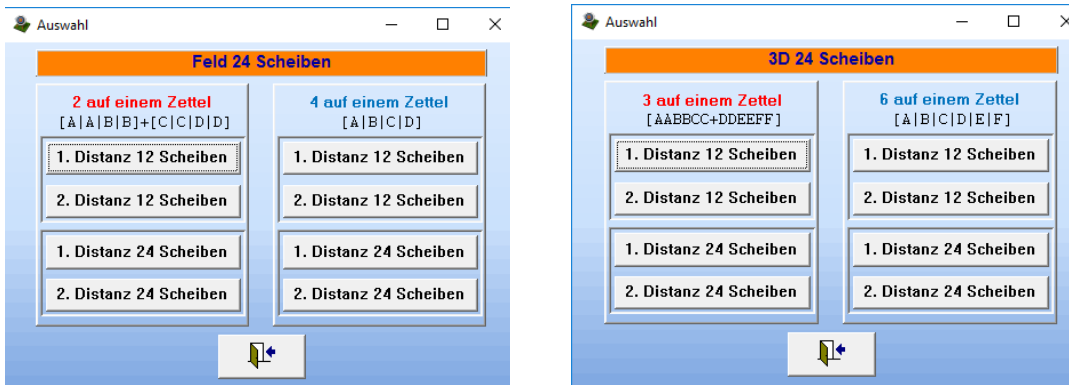 Auswahl
Feld 24 Scheiben
2 auf einem Zettel
[A|A|B|B]+[C|C|D|D]
1. Distanz 12 Scheiben
2. Distanz 12 Scheiben
1. Distanz 24 Scheiben
2. Distanz 24 Scheiben
4 auf einem Zettel
[A|B|C|D]
1. Distanz 12 Scheiben
2. Distanz 12 Scheiben
1. Distanz 24 Scheiben
2. Distanz 24 Scheiben
Auswahl
3D 24 Scheiben
3 auf einem Zettel
[AABBCC+DDEEFF]
1. Distanz 12 Scheiben
2. Distanz 12 Scheiben
1. Distanz 24 Scheiben
2. Distanz 24 Scheiben
6 auf einem Zettel
[A|B|C|D|E|F]
1. Distanz 12 Scheiben
2. Distanz 12 Scheiben
1. Distanz 24 Scheiben
2. Distanz 24 Scheiben